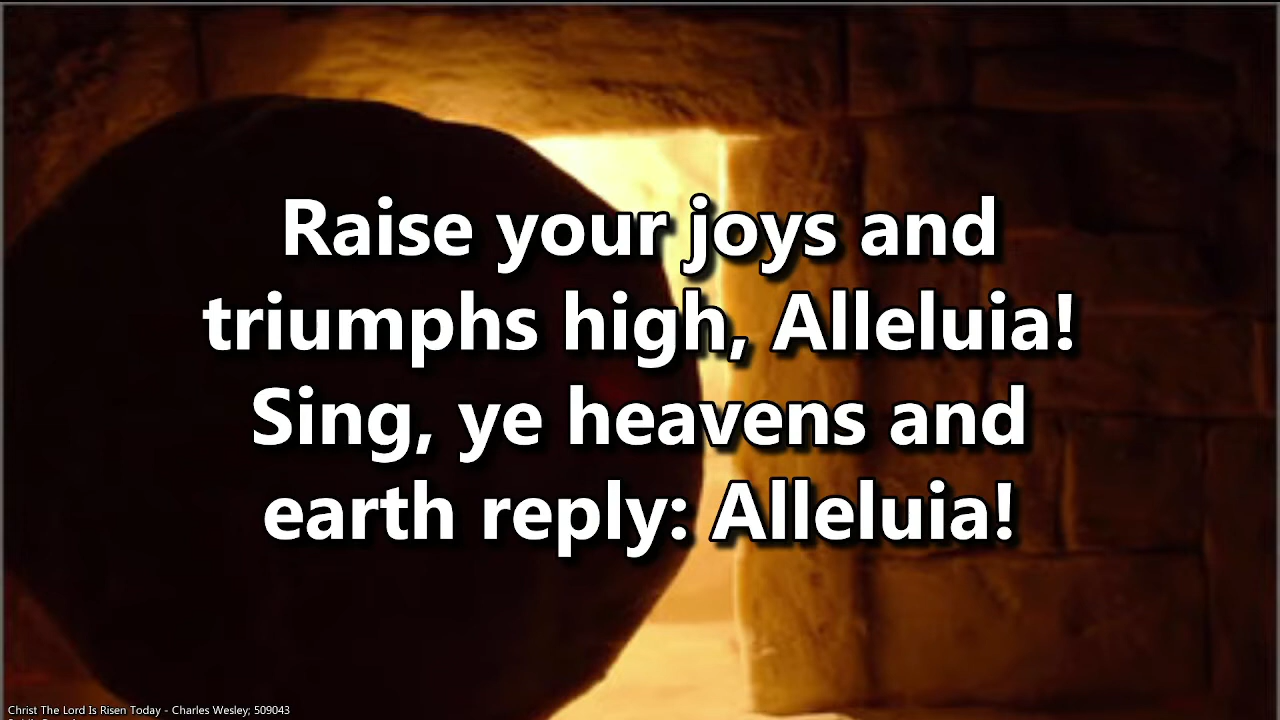 Raise your joys and
triumphs high, Alleluia!
Sing, ye heavens and
earth reply: Alleluia!
Christ The Lord Is Risen Today - Charles Wesley; 509043